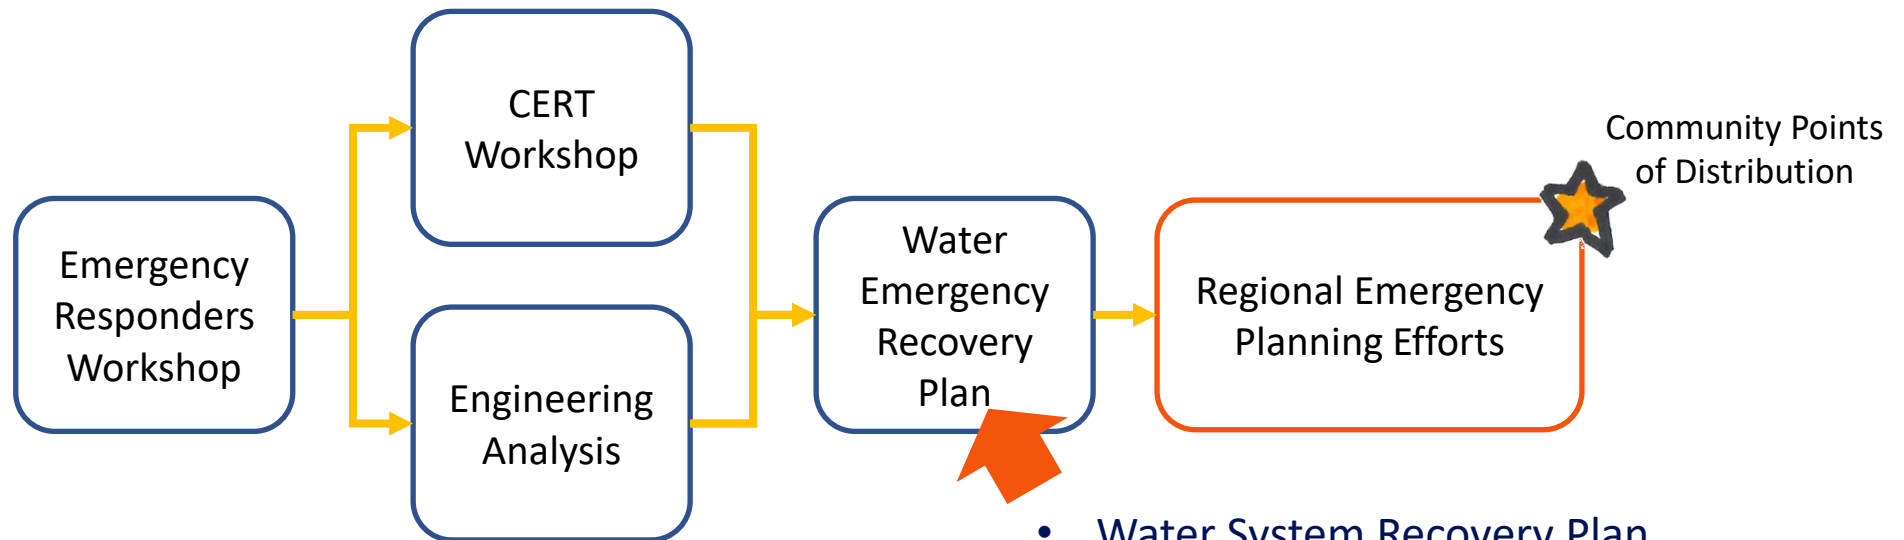 Emergency
Responders
Workshop
CERT
Workshop
Engineering
Analysis
Water
Emergency
Recovery
Plan
Regional Emergency
Planning Efforts
Community Points
of Distribution
• Water System Recovery Plan